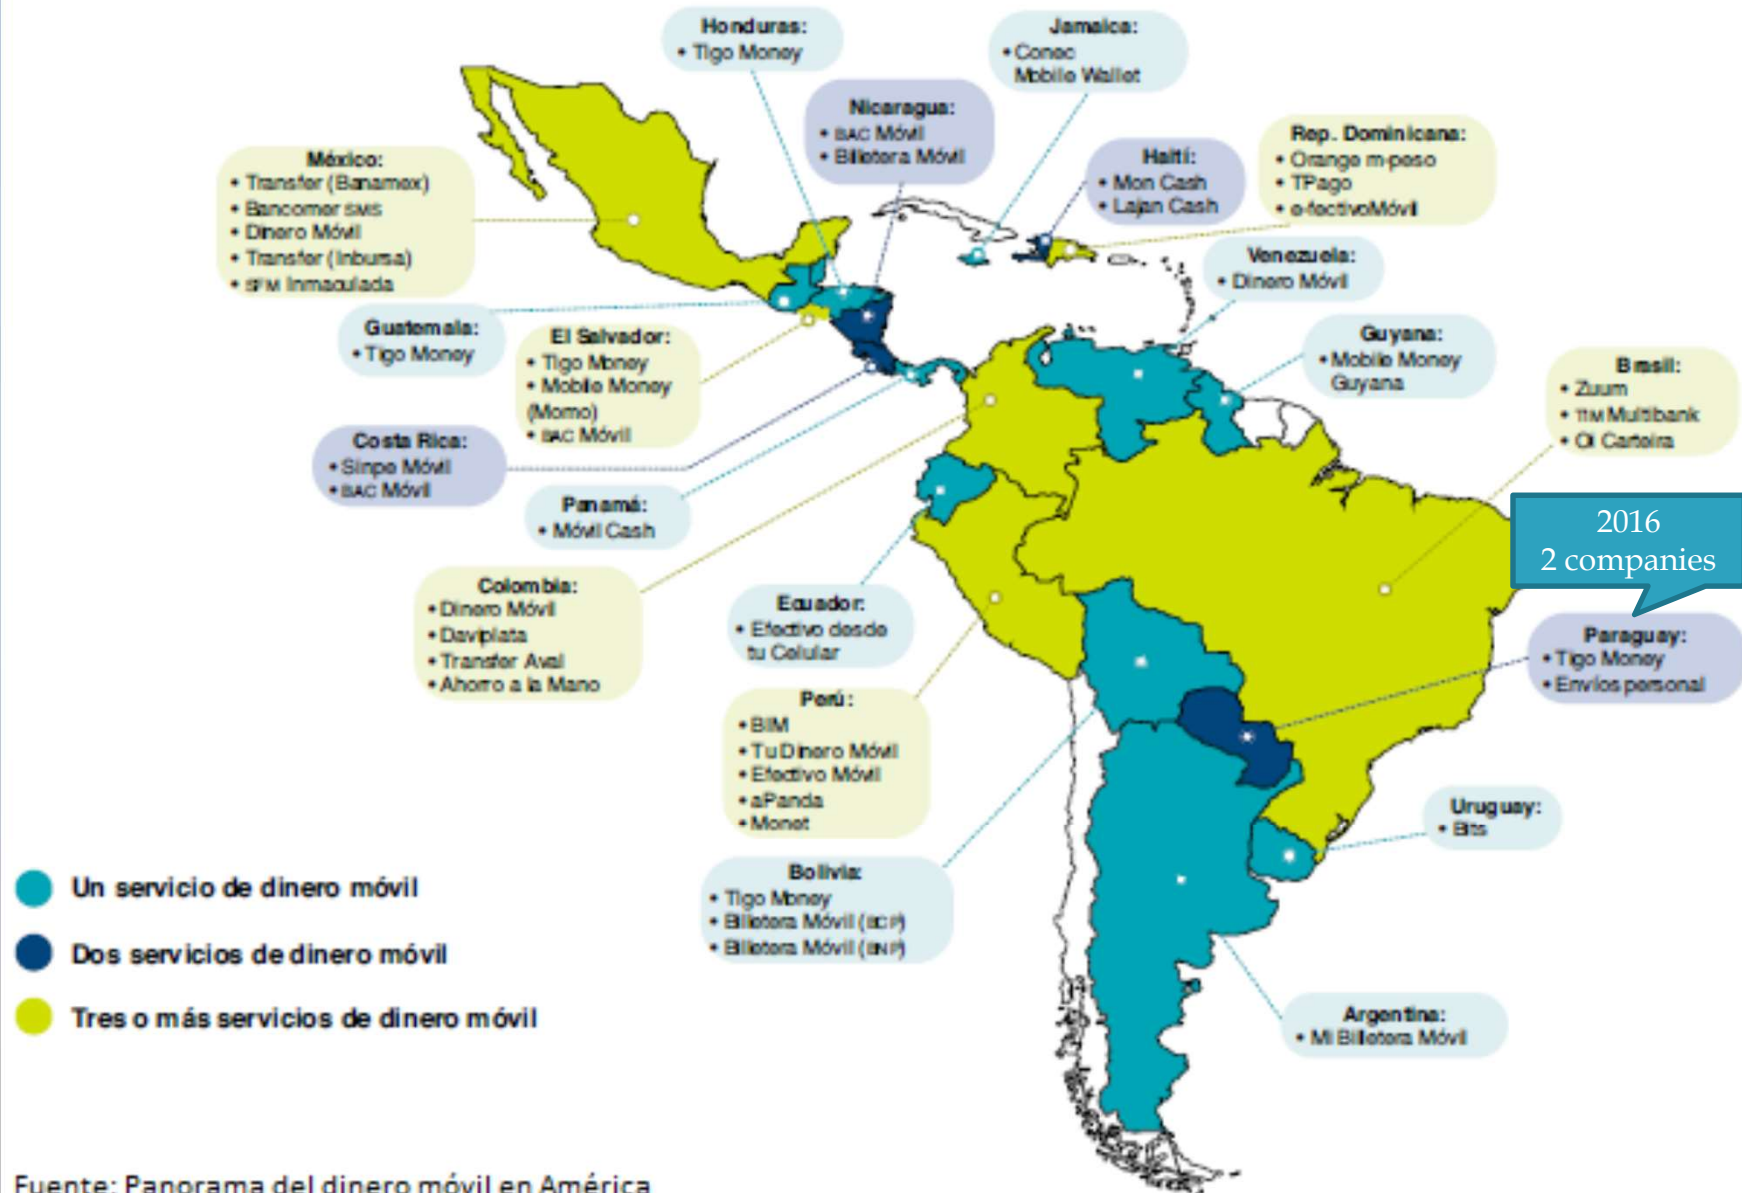 Honduras:
• Tigo Money
Jamaica:
• Conec
Mobile Wallet
Nicaragua:
• BAC Móvil
• Billetera Móvil
México:
• Transfer (Banamex)
• Bancomer SMS
• Dinero Móvil
• Transfer (Inbursa)
• SFM Inmaculada
Haití:
• Mon Cash
• Lajan Cash
Rep. Dominicana:
• Orange m-peso
• TPago
• e-fectivoMóvil
Venezuela:
• Dinero Móvil
Guatemala:
• Tigo Money
El Salvador:
• Tigo Money
• Mobile Money
(Momo)
• BAC Móvil
Guyana:
• Mobile Money
Guyana
Brasil:
• Zuum
• TIM Multibank
• Oi Carteira
Costa Rica:
• Sinpe Móvil
• BAC Móvil
Panamá:
• Móvil Cash
2016
2 companies
Colombia:
• Dinero Móvil
• Daviplata
• Transfer Aval
• Ahorro a la Mano
Ecuador:
• Efectivo desde
tu Celular
Paraguay:
• Tigo Money
• Envíos personal
Perú:
• BIM
• Tu Dinero Móvil
• Efectivo Móvil
• aPanda
• Monet
Uruguay:
• Bits
Bolivia:
• Tigo Money
• Billetera Móvil (BCP)
• Billetera Móvil (BNP)
Argentina:
• Mi Billetera Móvil
Un servicio de dinero móvil
Dos servicios de dinero móvil
Tres o más servicios de dinero móvil
Fuente: Panorama del dinero móvil en América